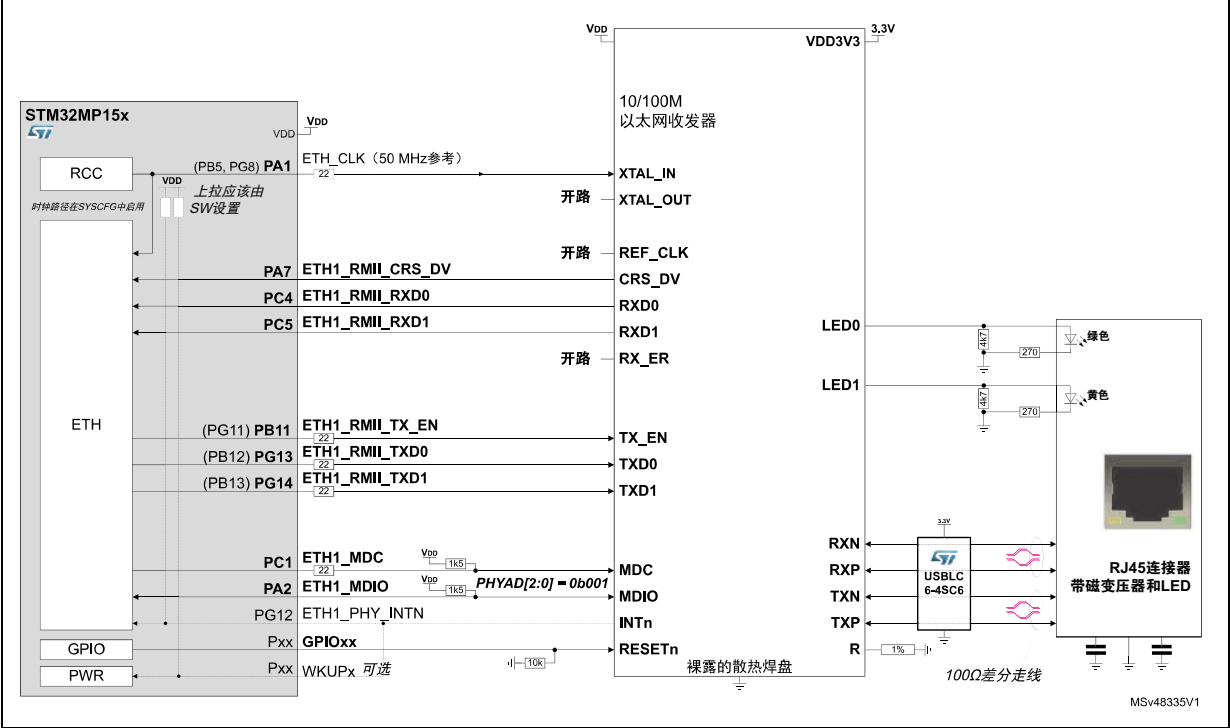 VDD
3.3V
VDD3V3
STM32MP15x
ST
VDD
VDD
10/100M
以太网收发器
RCC
(PB5, PG8) PA1
ETH_CLK（50 MHz参考）
22
XTAL_IN
VDD
上拉应该由
SW设置
开路
XTAL_OUT
时钟路径在SYSCFG中启用
开路
REF_CLK
PA7
ETH1_RMII_CRS_DV
CRS_DV
PC4
ETH1_RMII_RXD0
RXD0
PC5
ETH1_RMII_RXD1
RXD1
LED0
4k7
270
绿色
开路
RX_ER
LED1
4k7
270
黄色
ETH
(PG11) PB11
ETH1_RMII_TX_EN
22
TX_EN
(PB12) PG13
ETH1_RMII_TXD0
22
TXD0
(PB13) PG14
ETH1_RMII_TXD1
22
TXD1
3.3V
RXN
PC1
ETH1_MDC
22
VDD
1k5
MDC
RXP
ST
USBLC
6-4SC6
RJ45连接器
带磁变压器和LED
PA2
ETH1_MDIO
VDD
1k5
PHYAD[2:0] = 0b001
MDIO
TXN
PG12
ETH1_PHY_INTN
INTn
TXP
GPIO
Pxx
GPIOxx
10k
RESETn
R
1%
PWR
Pxx
WKUPx 可选
裸露的散热焊盘
100Ω差分走线
MSv48335V1